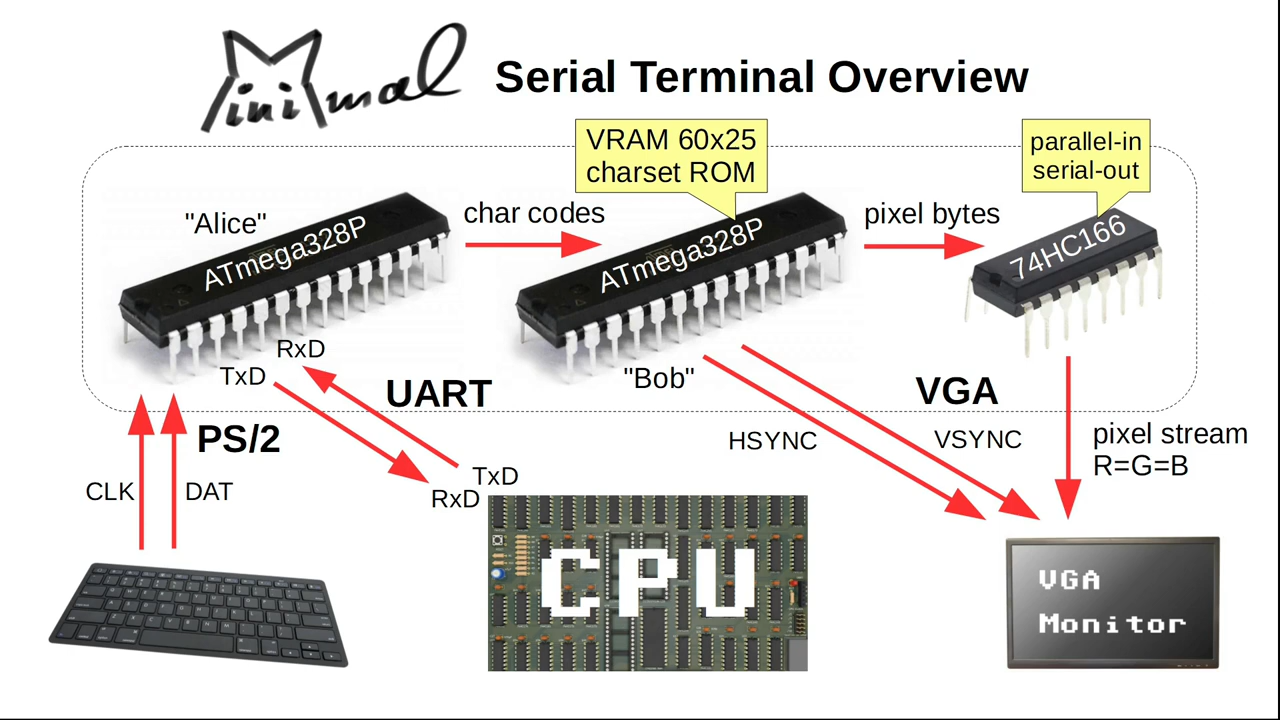 Minimal
Serial Terminal Overview
VRAM 60x25
charset ROM
parallel-in
serial-out
"Alice"
ATmega328P
char codes
ATmega328P
pixel bytes
74HC166
RxD
TxD
UART
"Bob"
VGA
PS/2
HSYNC
VSYNC
pixel stream
R=G=B
CLK
DAT
TxD
RxD
CPU
VGA
Monitor